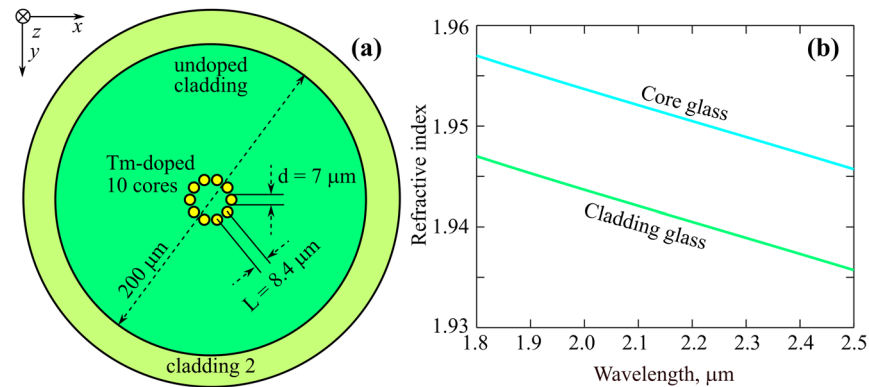 (a)
z
x
y
undoped
cladding
Tm-doped
10 cores
d = 7 µm
200 µm
L = 8.4 µm
cladding 2
(b)
Refractive index
1.96
1.95
1.94
1.93
Core glass
Cladding glass
1.8 1.9 2.0 2.1 2.2 2.3 2.4 2.5
Wavelength, µm